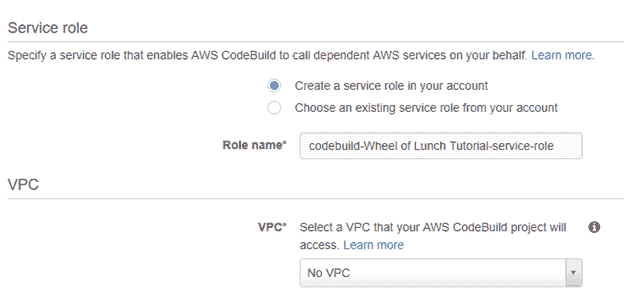 Service role
Specify a service role that enables AWS CodeBuild to call dependent AWS services on your behalf. Learn more.
Create a service role in your account
Choose an existing service role from your account
Role name* codebuild-Wheel of Lunch Tutorial-service-role
VPC
VPC* Select a VPC that your AWS CodeBuild project will
access. Learn more
No VPC